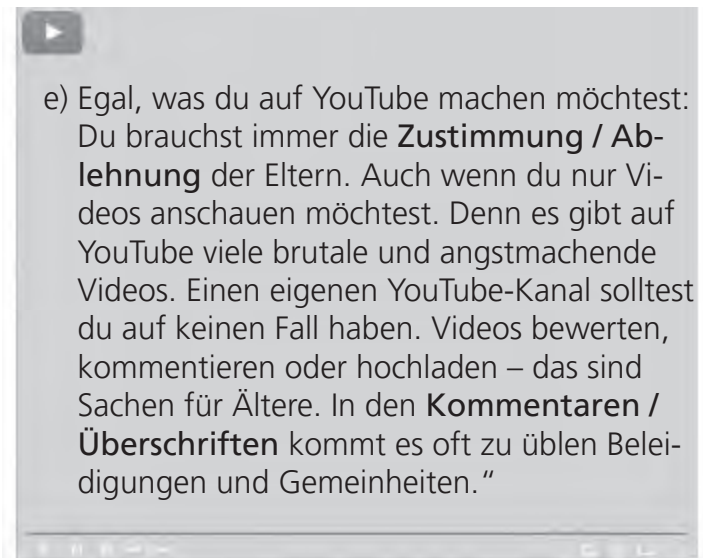 e) Egal, was du auf YouTube machen möchtest:
Du brauchst immer die Zustimmung / Ab-
lehnung der Eltern. Auch wenn du nur Vi-
deos anschauen möchtest. Denn es gibt auf
YouTube viele brutale und angstmachende
Videos. Einen eigenen YouTube-Kanal solltest
du auf keinen Fall haben. Videos bewerten,
kommentieren oder hochladen – das sind
Sachen für Ältere. In den Kommentaren /
Überschriften kommt es oft zu üblen Belei-
digungen und Gemeinheiten.“